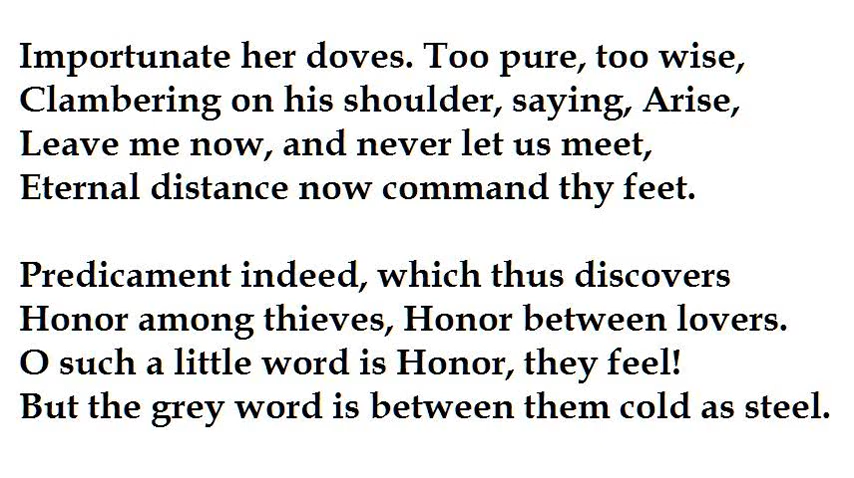 Importunate her doves. Too pure, too wise,
Clambering on his shoulder, saying, Arise,
Leave me now, and never let us meet,
Eternal distance now command thy feet.

Predicament indeed, which thus discovers
Honor among thieves, Honor between lovers.
O such a little word is Honor, they feel!
But the grey word is between them cold as steel.